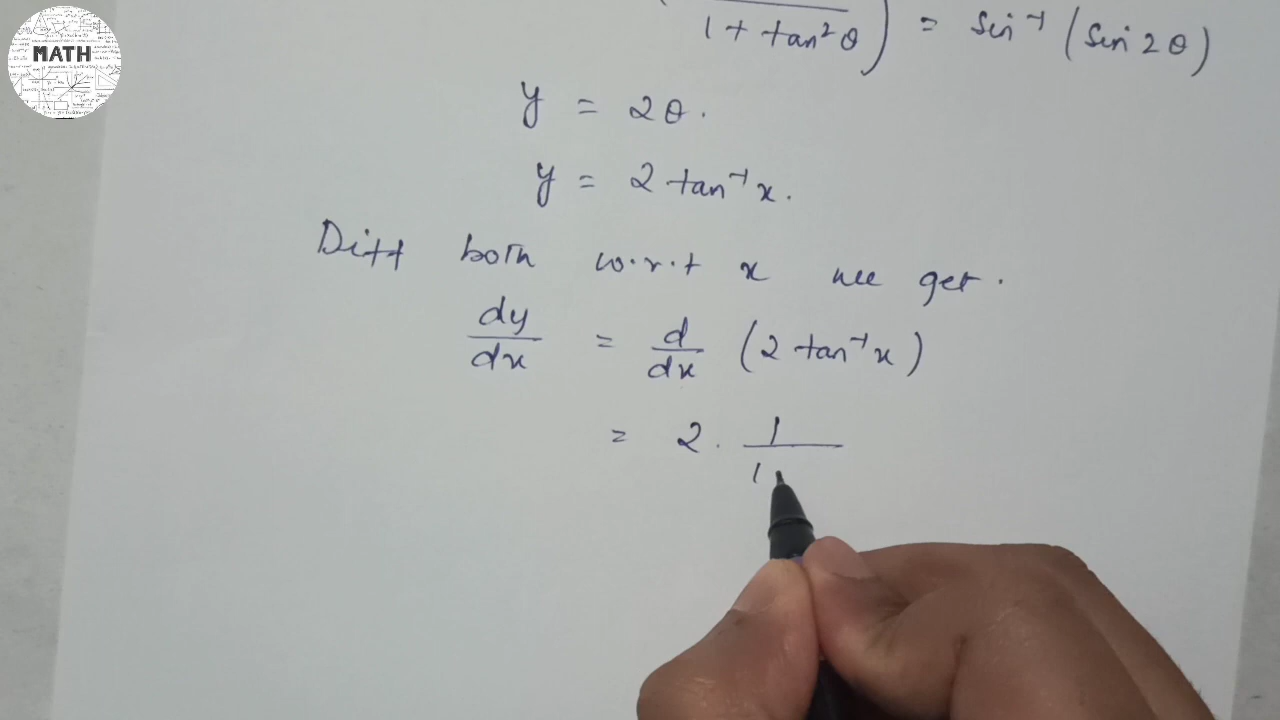 MATH
1 + tan²θ ) = sin⁻¹ (sin 2θ)
y = 2θ.
y = 2 tan⁻¹x.
Diff both w.r.t x we get.
dy/dx = d/dx (2 tan⁻¹x)
= 2 . 1/1